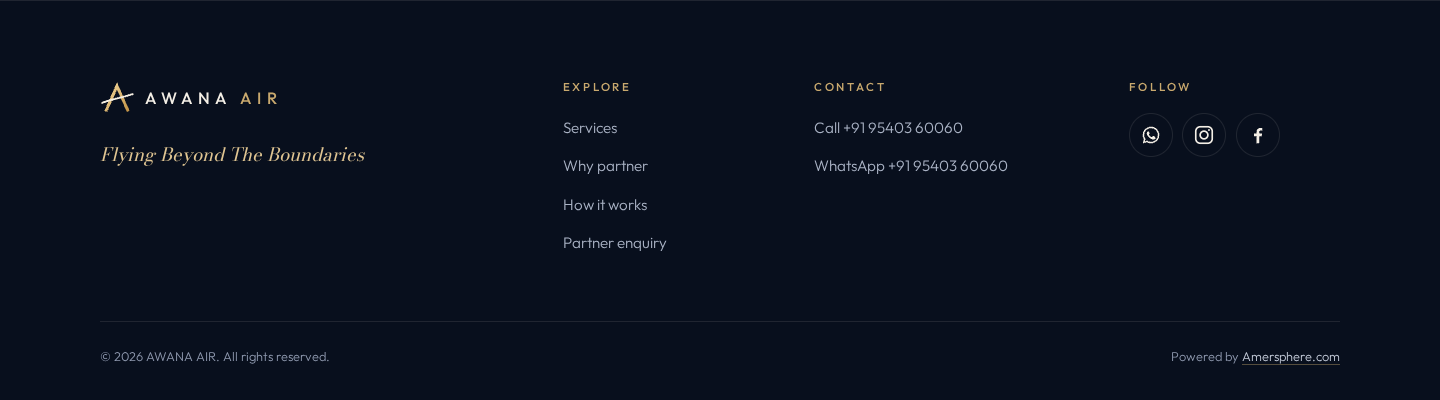 AWANA AIR
Flying Beyond The Boundaries
EXPLORE
Services
Why partner
How it works
Partner enquiry
CONTACT
Call +91 95403 60060
WhatsApp +91 95403 60060
FOLLOW
© 2026 AWANA AIR. All rights reserved.
Powered by Amersphere.com